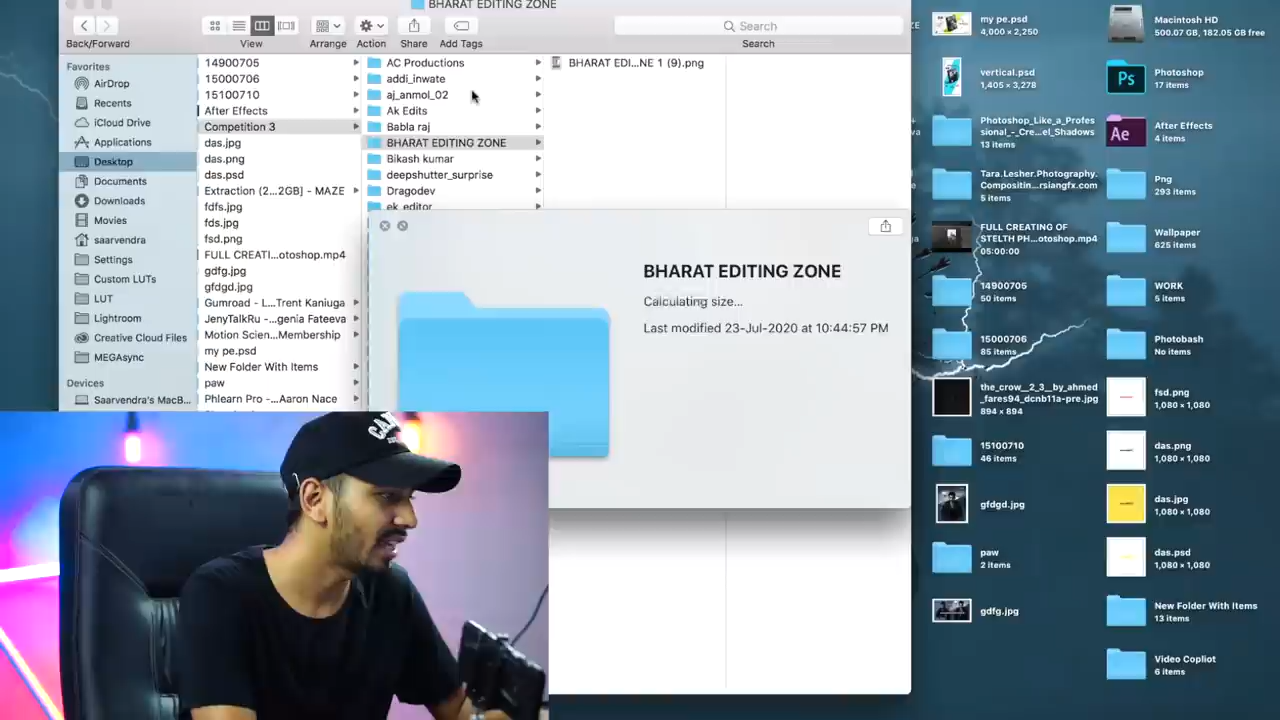 BHARAT EDITING ZONE
Search
Back/Forward
View
Arrange
Action
Share
Add Tags
Search
Favorites
AirDrop
Recents
iCloud Drive
Applications
Desktop
Documents
Downloads
Movies
saarvendra
Settings
Custom LUTs
LUT
Lightroom
Creative Cloud Files
MEGAsync
Devices
Saarvendra's MacB...
14900705
15000706
15100710
After Effects
Competition 3
das.jpg
das.png
das.psd
Extraction (2...2GB) - MAZE
fdfs.jpg
fds.jpg
fsd.png
FULL CREATI...otoshop.mp4
gdfg.jpg
gfdgd.jpg
Gumroad - L...Trent Kaniuga
JenyTalkRu -...genia Fateeva
Motion Scien...Membership
my pe.psd
New Folder With Items
paw
Phlearn Pro -...Aaron Nace
AC Productions
addi_inwate
aj_anmol_02
Ak Edits
Babla raj
BHARAT EDITING ZONE
Bikash kumar
deepshutter_surprise
Dragodev
ek_editor
BHARAT EDI...NE 1 (9).png
BHARAT EDITING ZONE
Calculating size...
Last modified 23-Jul-2020 at 10:44:57 PM
my pe.psd
4,000 × 2,250
vertical.psd
1,405 × 3,278
Photoshop_Like_a_Profes
sional_-_Cre...el_Shadows
13 items
Tara.Lesher.Photography.
Compositin...rsiangfx.com
5 items
FULL CREATING OF
STELTH PH...otoshop.mp4
05:00:00
14900705
50 items
15000706
85 items
the_crow__2_3__by_ahmed
_fares94_dcnb11a-pre.jpg
894 × 894
15100710
46 items
gfdgd.jpg
paw
2 items
gdfg.jpg
Macintosh HD
500.07 GB, 182.05 GB free
Ps
Photoshop
17 items
Ae
After Effects
4 items
Png
293 items
Wallpaper
625 items
WORK
5 items
Photobash
No items
fsd.png
1,080 × 1,080
das.png
1,080 × 1,080
das.jpg
1,080 × 1,080
das.psd
1,080 × 1,080
New Folder With Items
13 items
Video Copliot
6 items